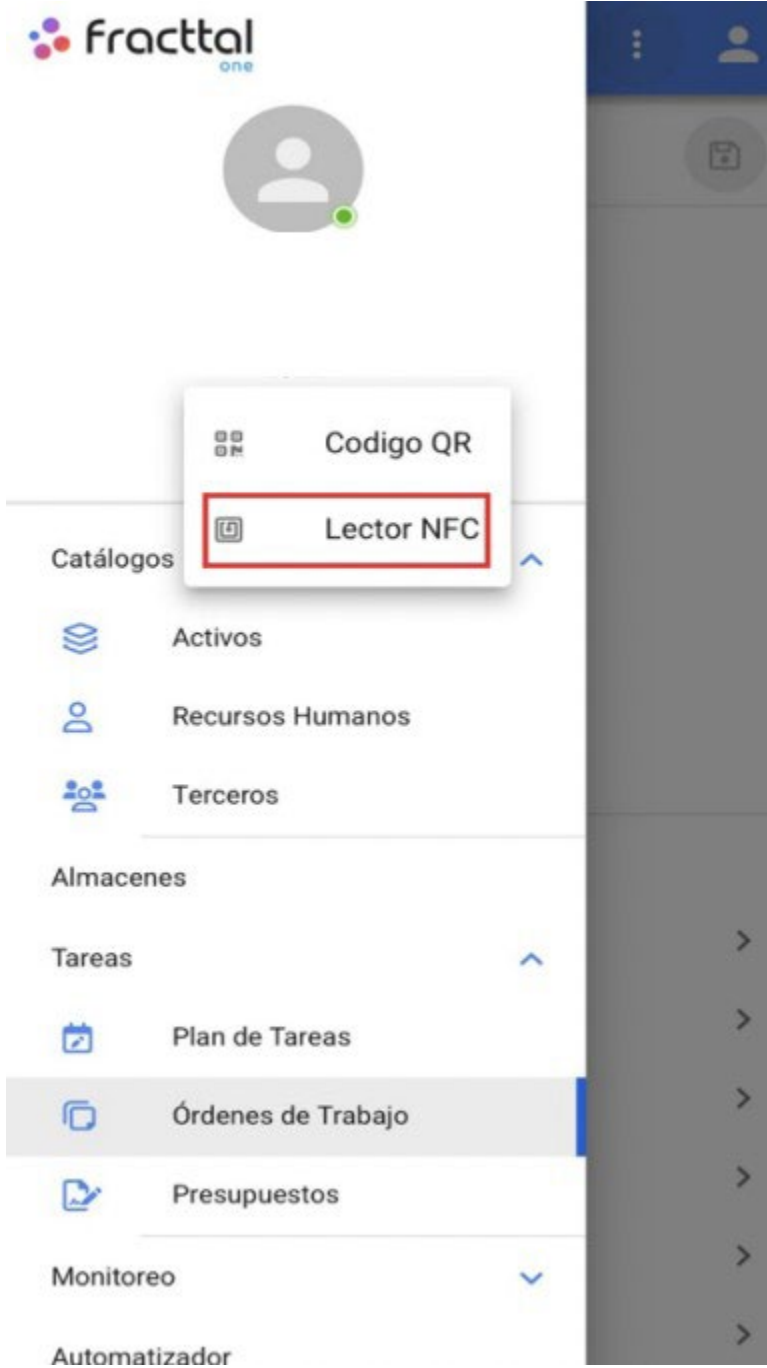 fracttal
one
Codigo QR
Lector NFC
Catálogos
Activos
Recursos Humanos
Terceros
Almacenes
Tareas
Plan de Tareas
Órdenes de Trabajo
Presupuestos
Monitoreo
Automatizador